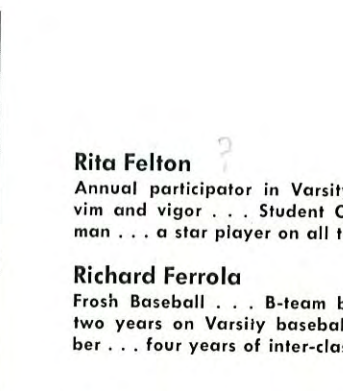 Rita Felton ?
Annual participator in Varsit
vim and vigor . . . Student C
man . . . a star player on all t
Richard Ferrola
Frosh Baseball . . . B-team b
two years on Varsity basebal
ber . . . four years of inter-clas